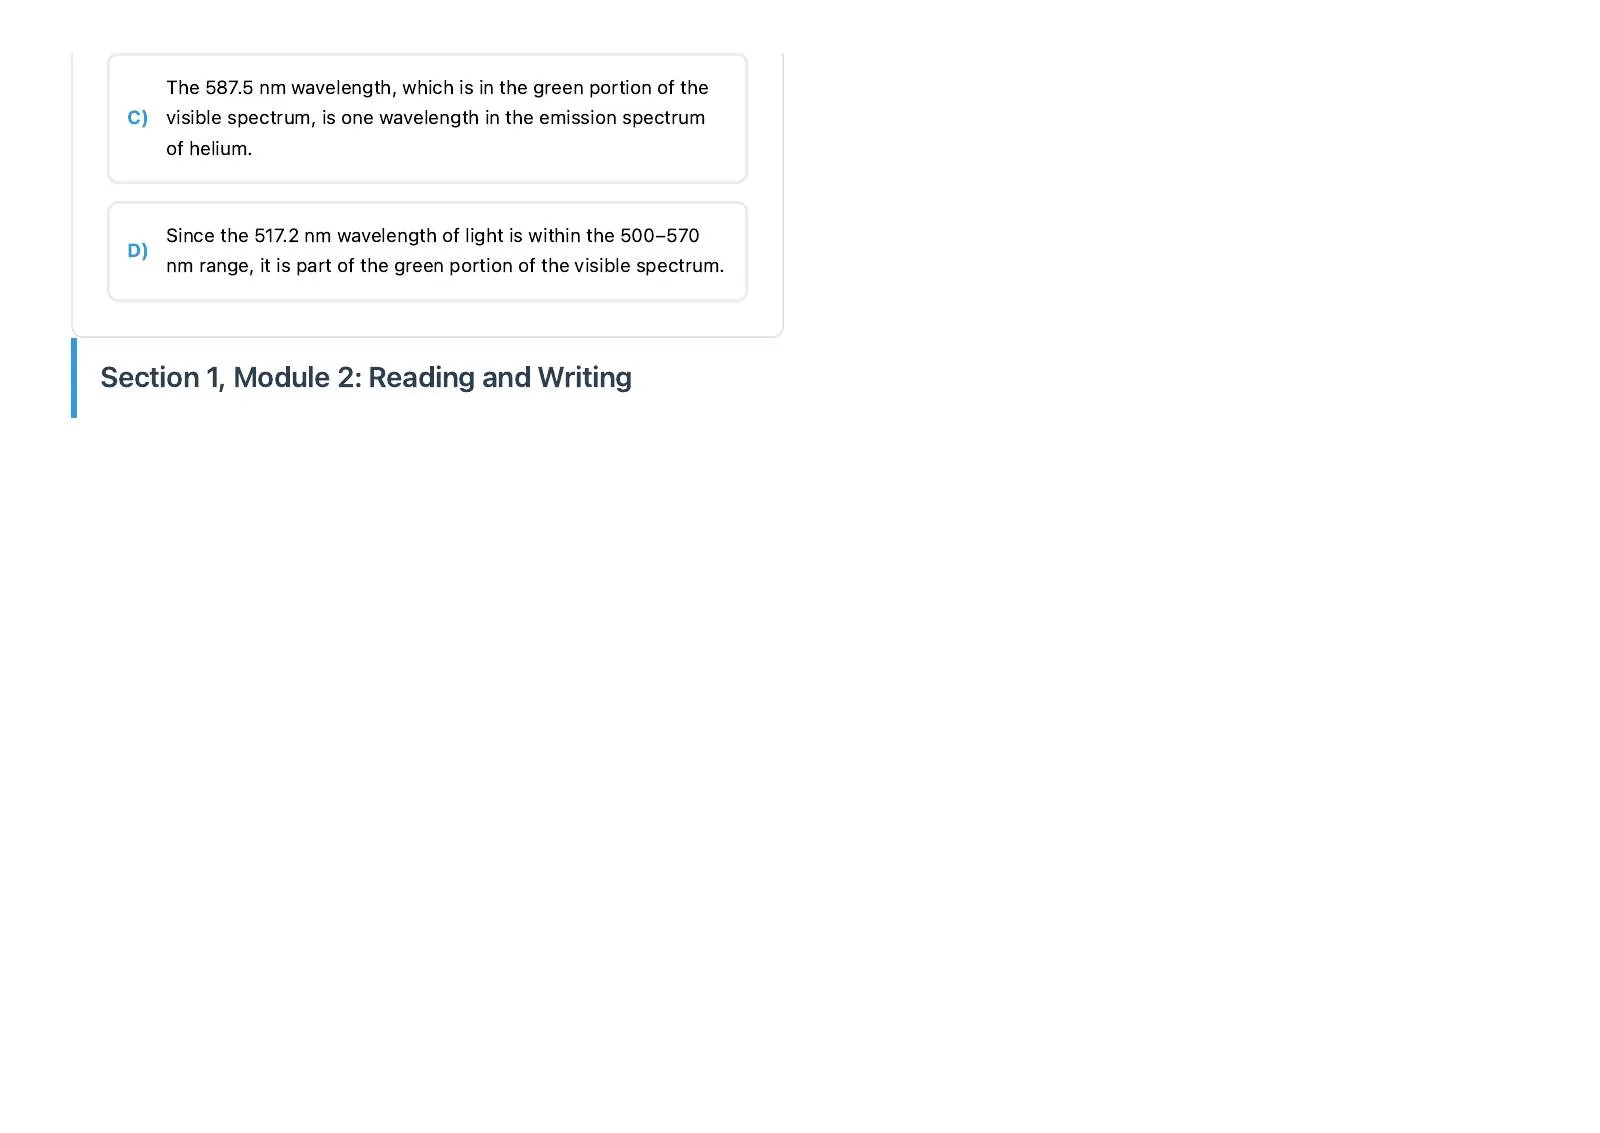 The 587.5 nm wavelength, which is in the green portion of the
C) visible spectrum, is one wavelength in the emission spectrum
of helium.
Since the 517.2 nm wavelength of light is within the 500–570
D) nm range, it is part of the green portion of the visible spectrum.
Section 1, Module 2: Reading and Writing